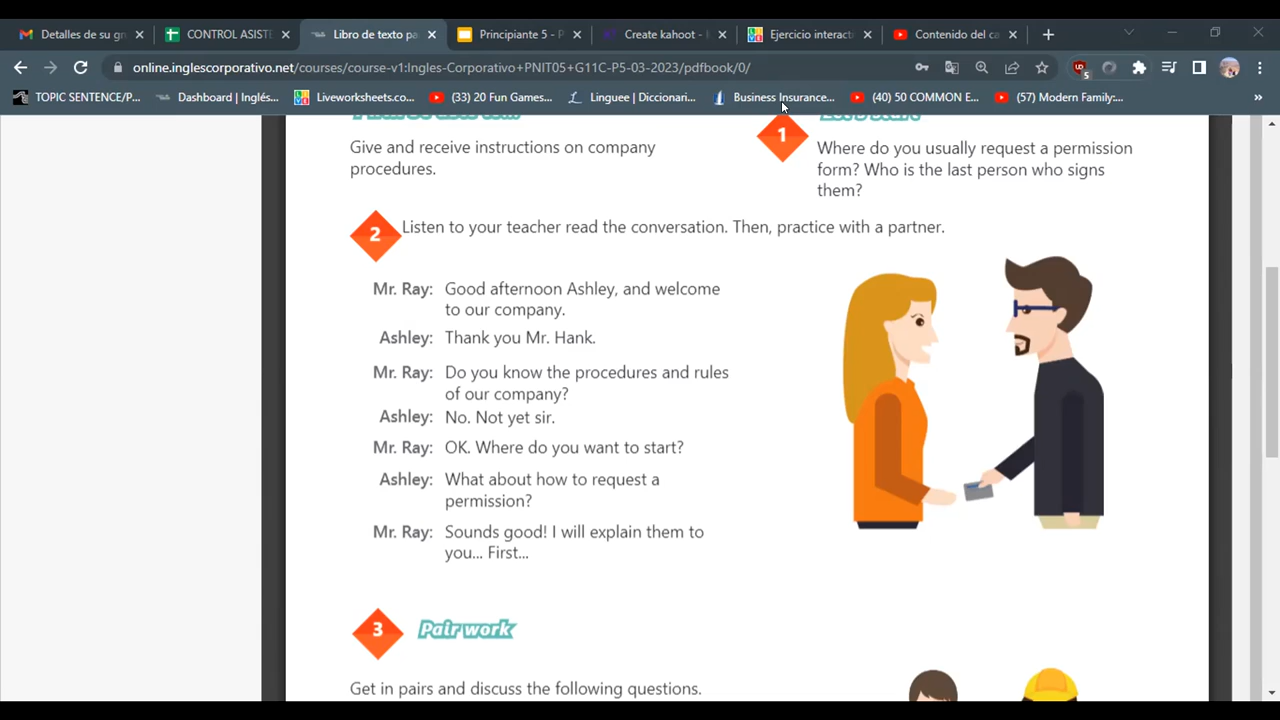 Detalles de su gn
CONTROL ASISTE
Libro de texto pa
Principiante 5 - P
Create kahoot - K
Ejercicio interact
Contenido del ca
online.inglescorporativo.net/courses/course-v1:Ingles-Corporativo+PNIT05+G11C-P5-03-2023/pdfbook/0/
5
TOPIC SENTENCE/P...
Dashboard | Inglés...
Liveworksheets.co...
(33) 20 Fun Games...
Linguee | Diccionari...
Business Insurance...
(40) 50 COMMON E...
(57) Modern Family:...
»
Give and receive instructions on company
procedures.
1
Where do you usually request a permission
form? Who is the last person who signs
them?
2
Listen to your teacher read the conversation. Then, practice with a partner.
Mr. Ray: Good afternoon Ashley, and welcome
to our company.
Ashley: Thank you Mr. Hank.
Mr. Ray: Do you know the procedures and rules
of our company?
Ashley: No. Not yet sir.
Mr. Ray: OK. Where do you want to start?
Ashley: What about how to request a
permission?
Mr. Ray: Sounds good! I will explain them to
you... First...
3
Pair work
Get in pairs and discuss the following questions.